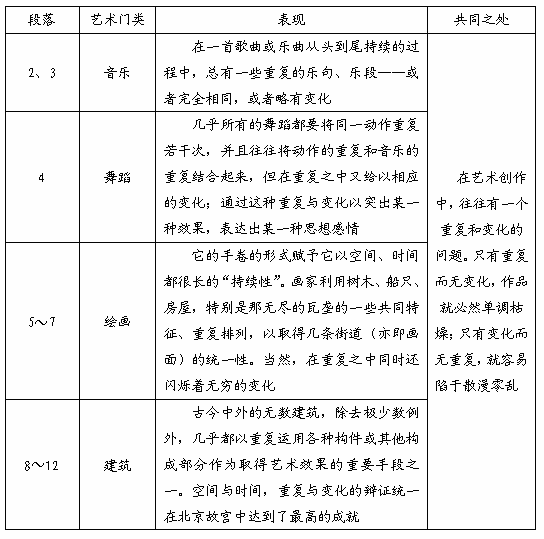 段落 艺术门类 表现 共同之处
2、3 音乐
在一首歌曲或乐曲从头到尾持续的过
程中，总有一些重复的乐句、乐段——或
者完全相同，或者略有变化
4 舞蹈
几乎所有的舞蹈都要将同一动作重复
若干次，并且往往将动作的重复和音乐的
重复结合起来，但在重复之中又给以相应
的变化；通过这种重复与变化以突出某一
种效果，表达出某一种思想感情
5～7 绘画
它的手卷的形式赋予它以空间、时间
都很长的“持续性”。画家利用树木、船只、
房屋，特别是那无尽的瓦垄的一些共同特
征、重复排列，以取得几条街道（亦即画
面）的统一性。当然，在重复之中同时还
闪烁着无穷的变化
8～12 建筑
古今中外的无数建筑，除去极少数例
外，几乎都以重复运用各种构件或其他构
成部分作为取得艺术效果的重要手段之
一。空间与时间，重复与变化的辩证统一
在北京故宫中达到了最高的成就
在艺术创作
中，往往有一个
重复和变化的
问题。只有重复
而无变化，作品
就必然单调枯
燥；只有变化而
无重复，就容易
陷于散漫零乱